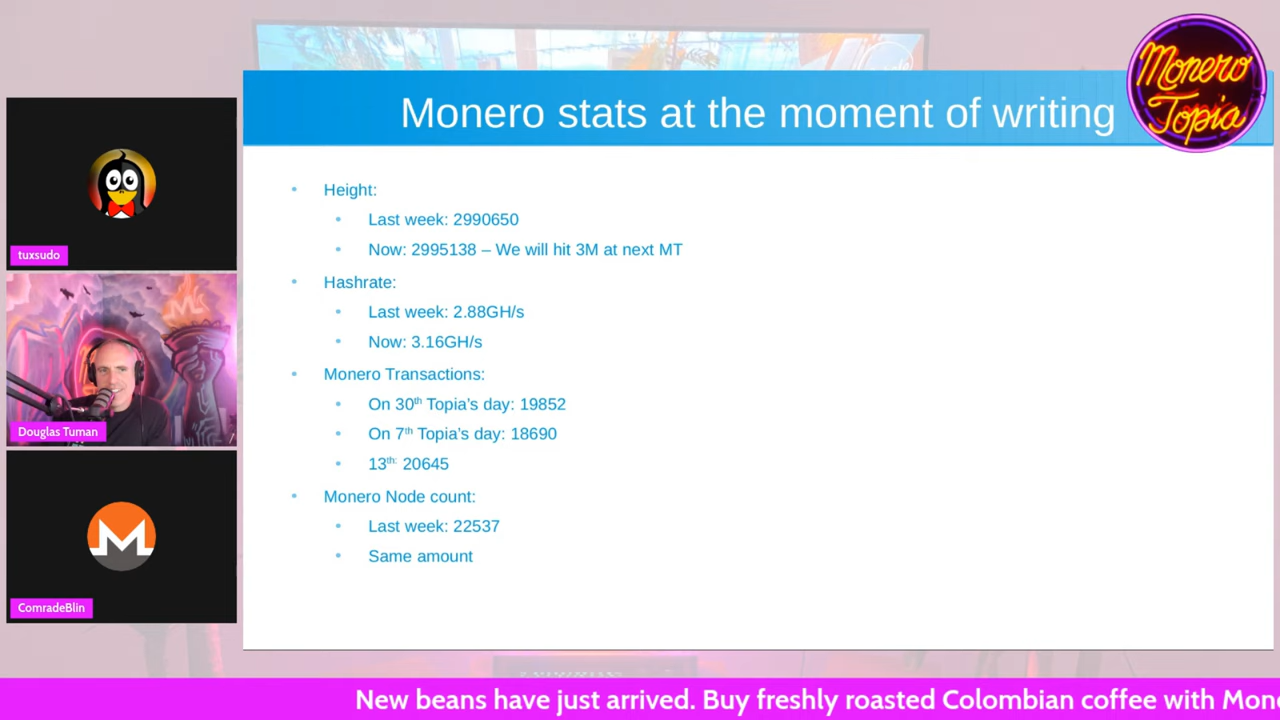 Monero stats at the moment of writing
Monero
Topia
• Height:
• Last week: 2990650
• Now: 2995138 – We will hit 3M at next MT
• Hashrate:
• Last week: 2.88GH/s
• Now: 3.16GH/s
• Monero Transactions:
• On 30th Topia's day: 19852
• On 7th Topia's day: 18690
• 13th: 20645
• Monero Node count:
• Last week: 22537
• Same amount
tuxsudo
Douglas Tuman
ComradeBlin
New beans have just arrived. Buy freshly roasted Colombian coffee with Mon